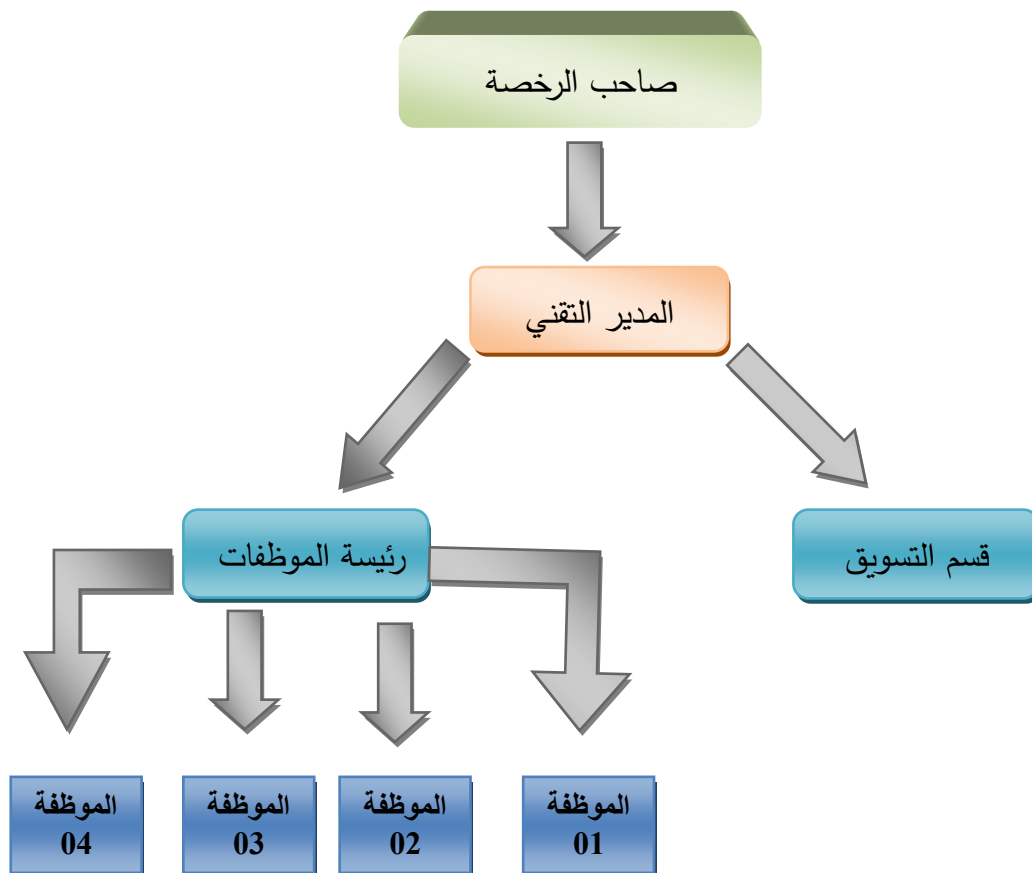 صاحب الرخصة
المدير التقني
رئيسة الموظفات
قسم التسويق
الموظفة
01
الموظفة
02
الموظفة
03
الموظفة
04